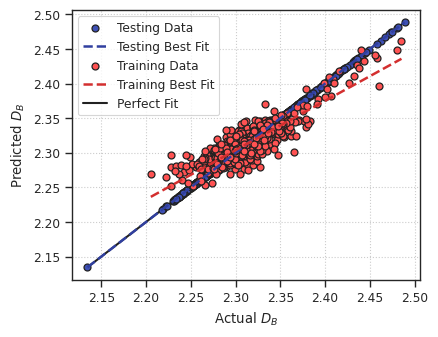 2.50
2.45
2.40
2.35
2.30
2.25
2.20
2.15
Predicted D_B
Testing Data
Testing Best Fit
Training Data
Training Best Fit
Perfect Fit
2.15 2.20 2.25 2.30 2.35 2.40 2.45 2.50
Actual D_B